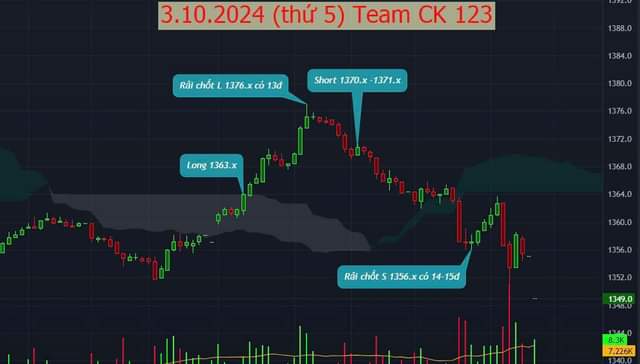 3.10.2024 (thứ 5) Team CK 123
1392.0
1388.0
1384.0
Rải chốt L 1376.x có 13đ
Short 1370.x -1371.x
1380.0
1376.0
1372.0
Long 1363.x
1368.0
1364.0
1360.0
1356.0
Rải chốt S 1356.x có 14-15đ
1352.0
1349.0
1344.0
8.3K
7.226K
1340.0